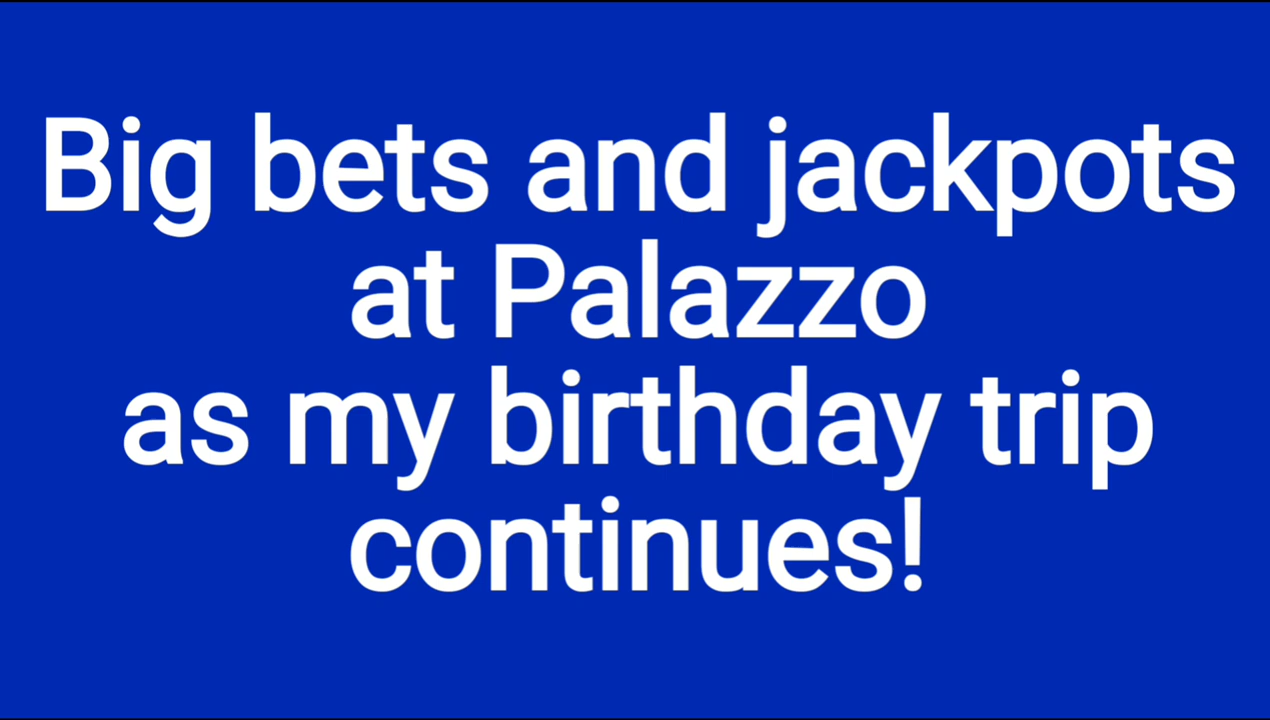 Big bets and jackpots
at Palazzo
as my birthday trip
continues!